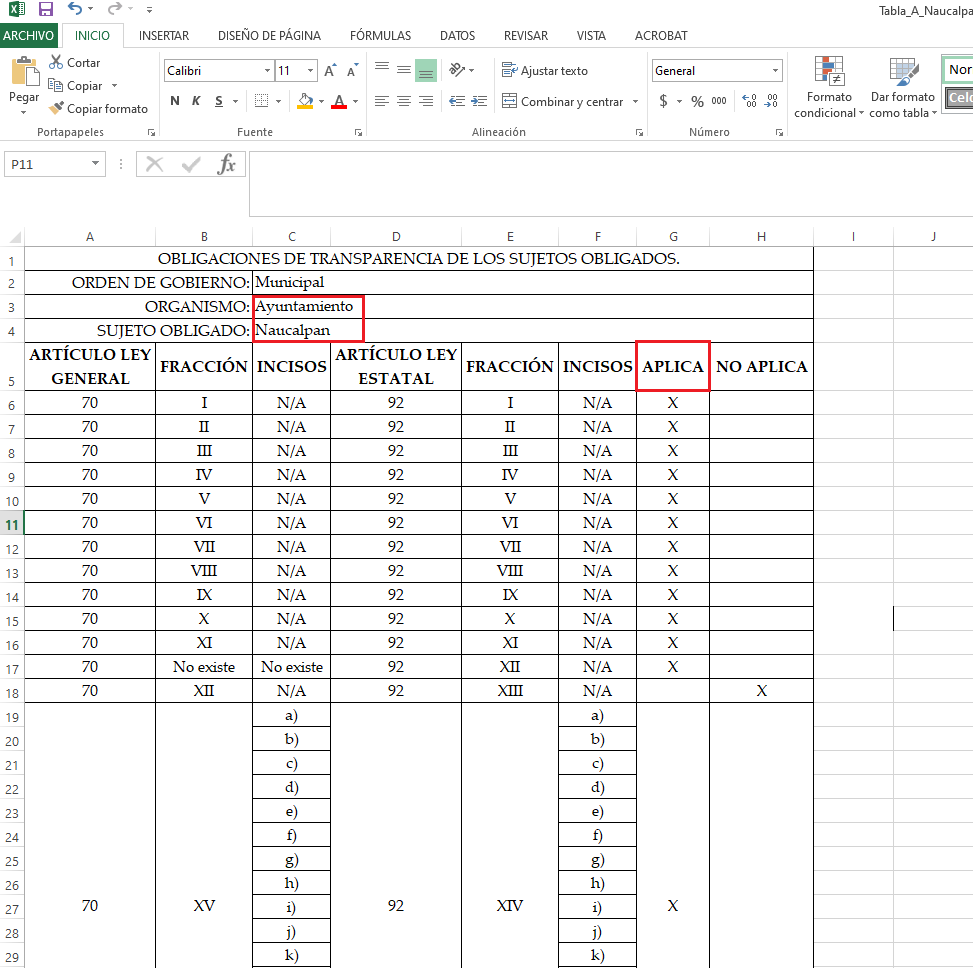 Tabla_A_Naucalpa
ARCHIVO INICIO INSERTAR DISEÑO DE PÁGINA FÓRMULAS DATOS REVISAR VISTA ACROBAT
Pegar
Cortar
Copiar
Copiar formato
Portapapeles
Calibri 11
N K S
Fuente
Ajustar texto
Combinar y centrar
Alineación
General
$ % 000
Número
Formato condicional
Dar formato como tabla
Nor
Celd
P11 fx
A B C D E F G H I J
1 OBLIGACIONES DE TRANSPARENCIA DE LOS SUJETOS OBLIGADOS.
2 ORDEN DE GOBIERNO: Municipal
3 ORGANISMO: Ayuntamiento
4 SUJETO OBLIGADO: Naucalpan
5 ARTÍCULO LEY GENERAL FRACCIÓN INCISOS ARTÍCULO LEY ESTATAL FRACCIÓN INCISOS APLICA NO APLICA
6 70 I N/A 92 I N/A X
7 70 II N/A 92 II N/A X
8 70 III N/A 92 III N/A X
9 70 IV N/A 92 IV N/A X
10 70 V N/A 92 V N/A X
11 70 VI N/A 92 VI N/A X
12 70 VII N/A 92 VII N/A X
13 70 VIII N/A 92 VIII N/A X
14 70 IX N/A 92 IX N/A X
15 70 X N/A 92 X N/A X
16 70 XI N/A 92 XI N/A X
17 70 No existe No existe 92 XII N/A X
18 70 XII N/A 92 XIII N/A X
19 a) a)
20 b) b)
21 c) c)
22 d) d)
23 e) e)
24 f) f)
25 g) g)
26 h) h)
27 70 XV i) 92 XIV i) X
28 j) j)
29 k) k)